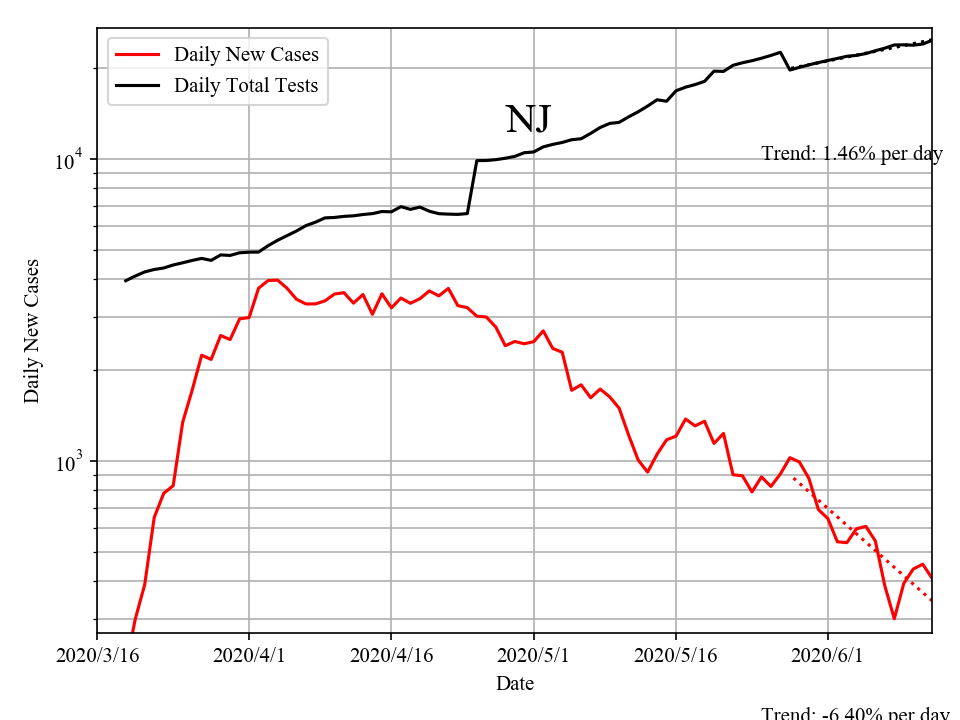 Daily New Cases
Daily Total Tests
NJ
Trend: 1.46% per day
10^4
10^3
Daily New Cases
2020/3/16 2020/4/1 2020/4/16 2020/5/1 2020/5/16 2020/6/1
Date
Trend: -6.40% per day